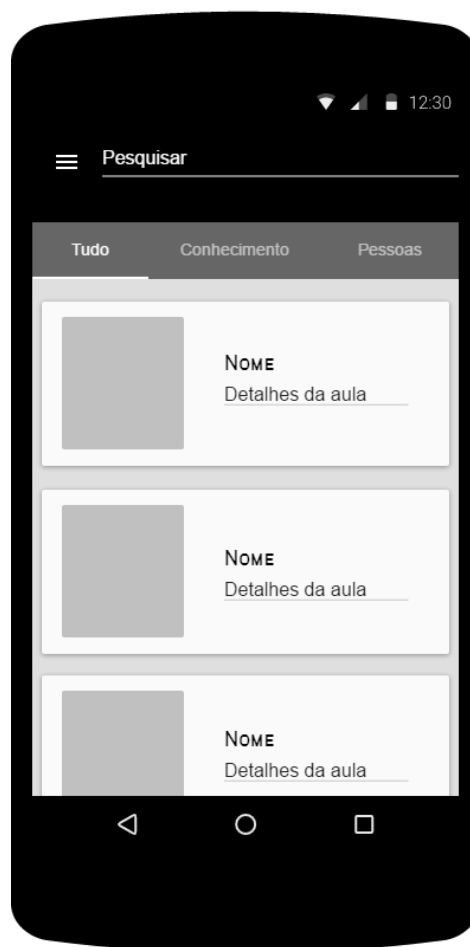 12:30
Pesquisar
Tudo Conhecimento Pessoas
Nome
Detalhes da aula
Nome
Detalhes da aula
Nome
Detalhes da aula